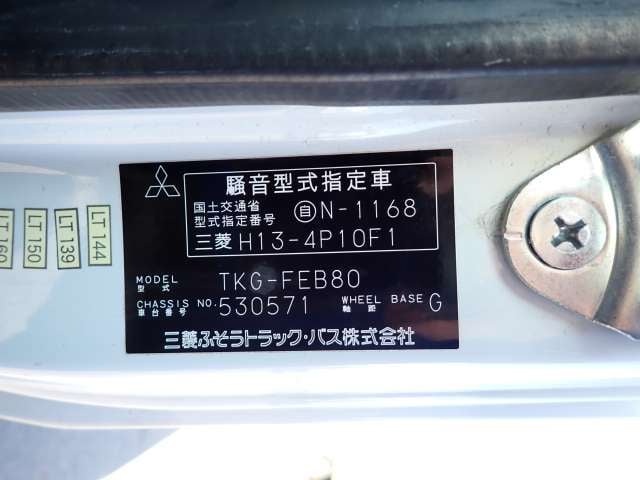 騒音型式指定車
国土交通省
型式指定番号 自N-1168
三菱 H13-4P10F1
MODEL
型式 TKG-FEB80
CHASSIS NO. 530571 WHEEL BASE G
車台番号 軸距
三菱ふそうトラック・バス株式会社
LT 150
LT 139
LT 144